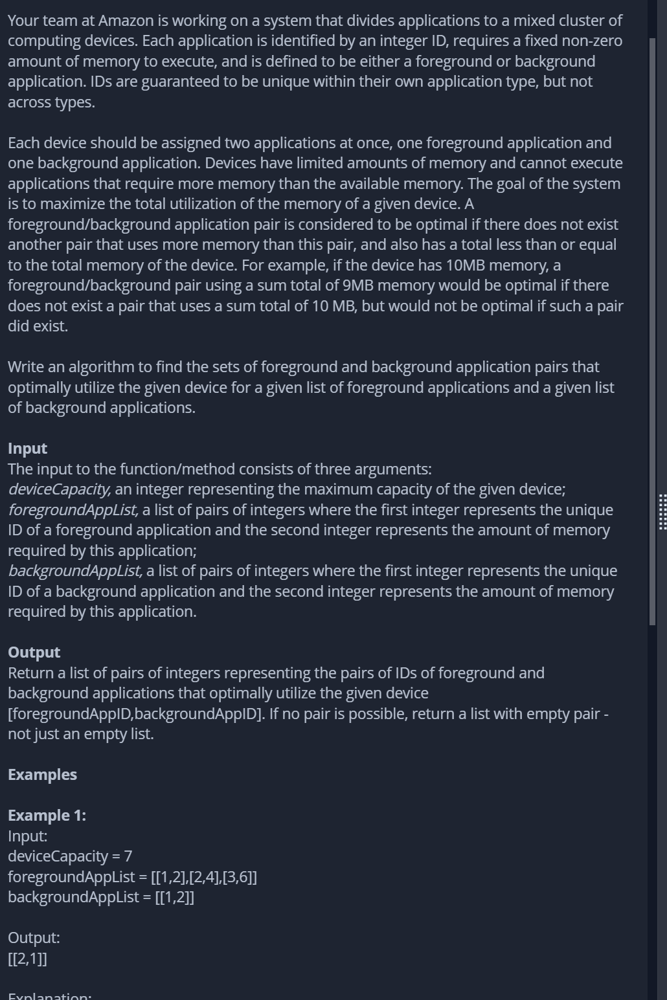 Your team at Amazon is working on a system that divides applications to a mixed cluster of
computing devices. Each application is identified by an integer ID, requires a fixed non-zero
amount of memory to execute, and is defined to be either a foreground or background
application. IDs are guaranteed to be unique within their own application type, but not
across types.
Each device should be assigned two applications at once, one foreground application and
one background application. Devices have limited amounts of memory and cannot execute
applications that require more memory than the available memory. The goal of the system
is to maximize the total utilization of the memory of a given device. A
foreground/background application pair is considered to be optimal if there does not exist
another pair that uses more memory than this pair, and also has a total less than or equal
to the total memory of the device. For example, if the device has 10MB memory, a
foreground/background pair using a sum total of 9MB memory would be optimal if there
does not exist a pair that uses a sum total of 10 MB, but would not be optimal if such a pair
did exist.
Write an algorithm to find the sets of foreground and background application pairs that
optimally utilize the given device for a given list of foreground applications and a given list
of background applications.
Input
The input to the function/method consists of three arguments:
deviceCapacity, an integer representing the maximum capacity of the given device;
foregroundAppList, a list of pairs of integers where the first integer represents the unique
ID of a foreground application and the second integer represents the amount of memory
required by this application;
backgroundAppList, a list of pairs of integers where the first integer represents the unique
ID of a background application and the second integer represents the amount of memory
required by this application.
Output
Return a list of pairs of integers representing the pairs of IDs of foreground and
background applications that optimally utilize the given device
[foregroundAppID,backgroundAppID]. If no pair is possible, return a list with empty pair -
not just an empty list.
Examples
Example 1:
Input:
deviceCapacity = 7
foregroundAppList = [[1,2],[2,4],[3,6]]
backgroundAppList = [[1,2]]
Output:
[[2,1]]
Explanation: